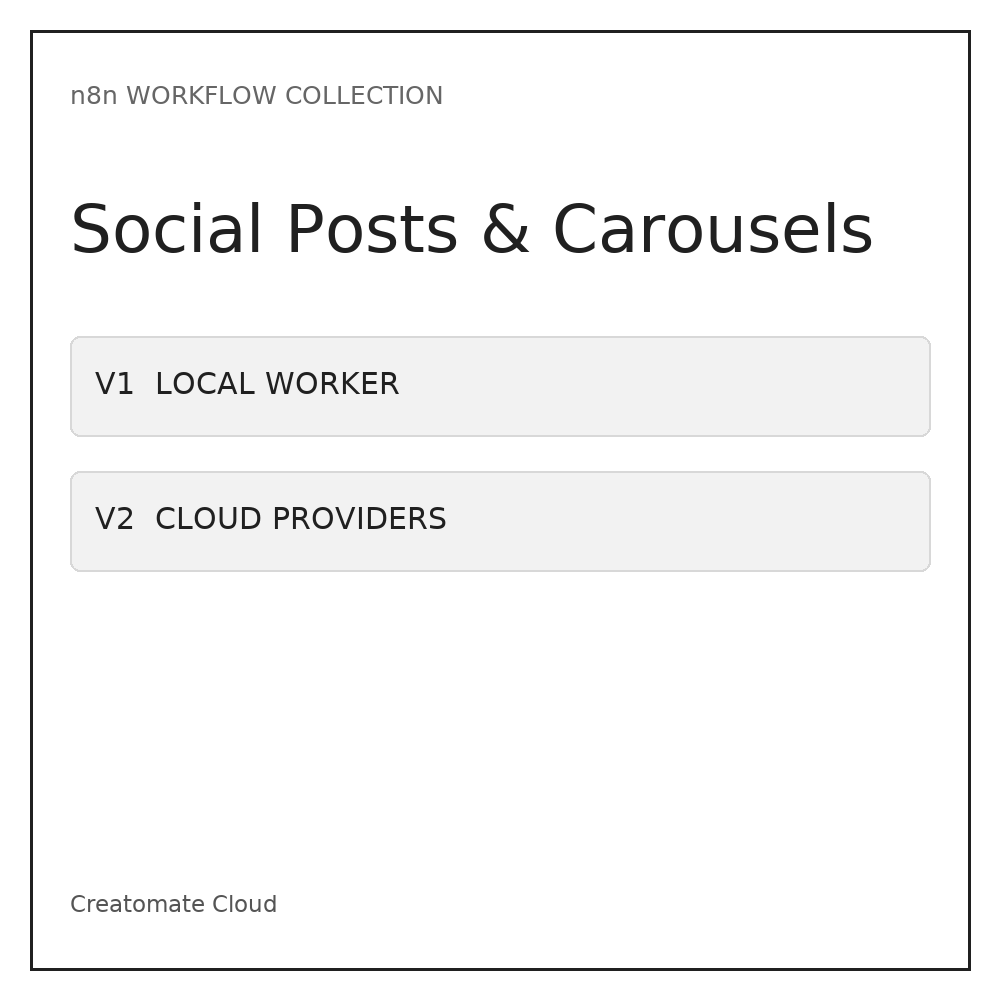 n8n WORKFLOW COLLECTION
Social Posts & Carousels
V1 LOCAL WORKER
V2 CLOUD PROVIDERS
Creatomate Cloud